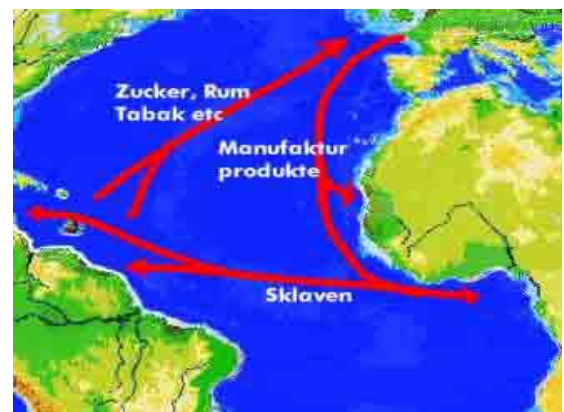 Zucker, Rum
Tabak etc
Manufaktur
produkte
Sklaven